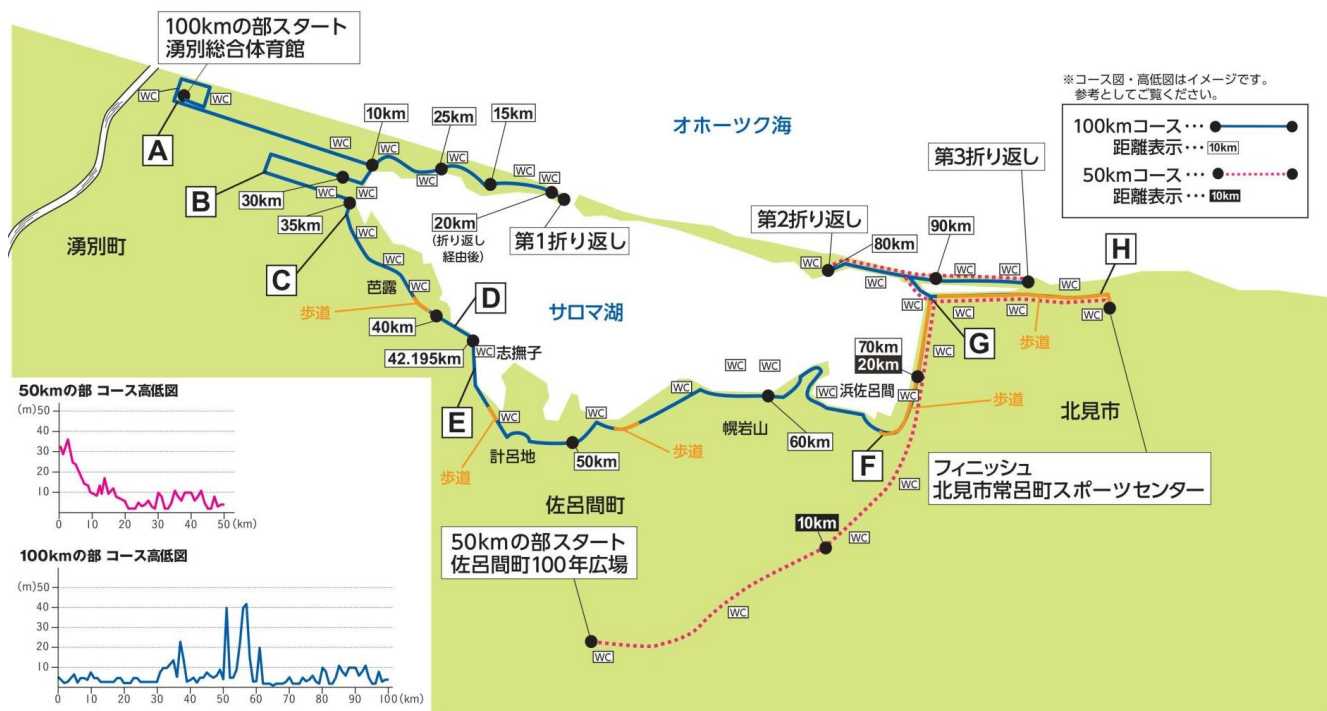 100kmの部スタート
湧別総合体育館
WC
WC
A
WC
10km
WC
25km
WC
15km
WC
WC
WC
WC
B
30km
WC
WC
35km
20km
(折り返し
経由後)
第1折り返し
オホーツク海
※コース図・高低図はイメージです。
参考としてご覧ください。
100kmコース…
距離表示…10km
50kmコース…
距離表示…10km
第3折り返し
第2折り返し
80km
90km
WC
WC
WC
WC
WC
H
WC
WC
WC
WC
WC
歩道
G
湧別町
C
WC
WC
芭露
WC
歩道
D
サロマ湖
40km
42.195km
WC
志撫子
E
WC
歩道
計呂地
WC
50km
歩道
WC
WC
WC
幌岩山
60km
WC
浜佐呂間
70km
20km
WC
WC
歩道
F
北見市
フィニッシュ
北見市常呂町スポーツセンター
佐呂間町
WC
10km
WC
50kmの部スタート
佐呂間町100年広場
WC
WC
50kmの部 コース高低図
(m)50
40
30
20
10
0 10 20 30 40 50(km)
100kmの部 コース高低図
(m)50
40
30
20
10
0 10 20 30 40 50 60 70 80 90 100(km)